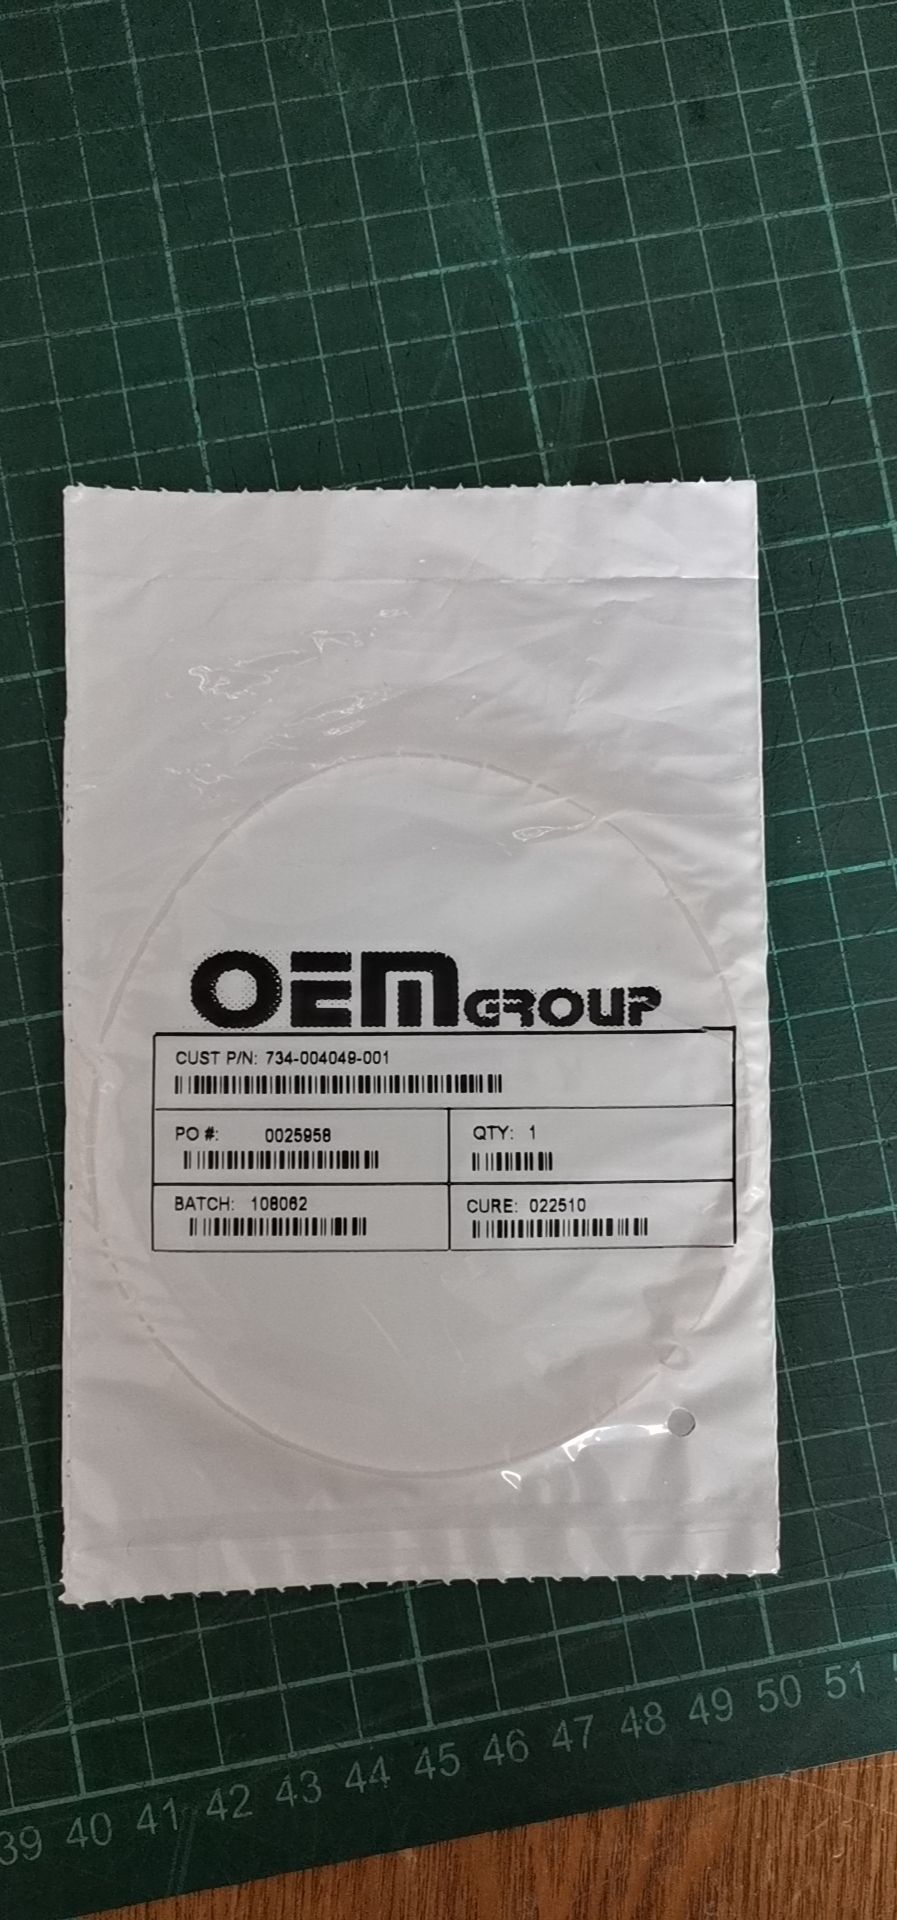 OEM GROUP
CUST P/N: 734-004049-001
PO #: 0025958
QTY: 1
BATCH: 108062
CURE: 022510
39 40 41 42 43 44 45 46 47 48 49 50 51